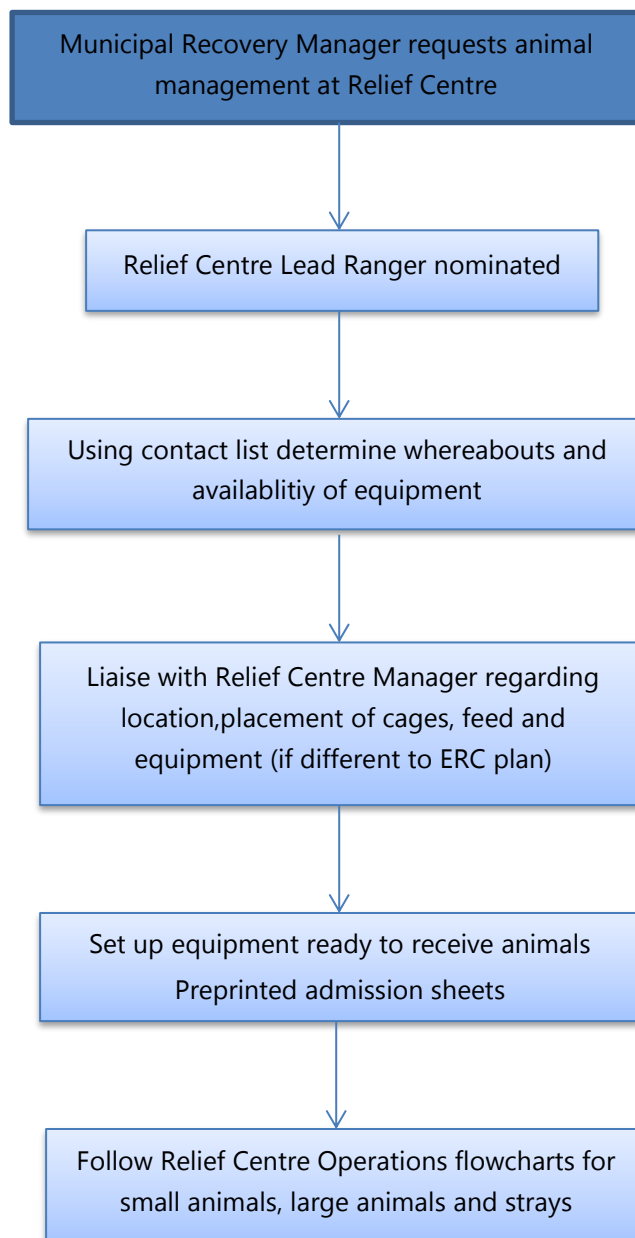 Municipal Recovery Manager requests animal
management at Relief Centre
Relief Centre Lead Ranger nominated
Using contact list determine whereabouts and
availablitiy of equipment
Liaise with Relief Centre Manager regarding
location,placement of cages, feed and
equipment (if different to ERC plan)
Set up equipment ready to receive animals
Preprinted admission sheets
Follow Relief Centre Operations flowcharts for
small animals, large animals and strays